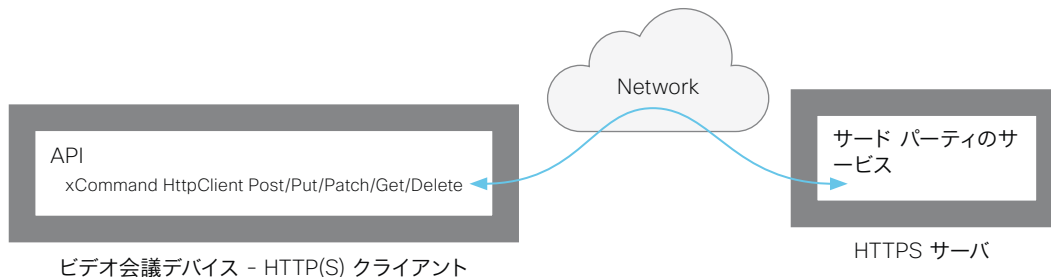 Network
API
xCommand HttpClient Post/Put/Patch/Get/Delete
ビデオ会議デバイス - HTTP(S) クライアント
サード パーティのサ
ービス
HTTPS サーバ